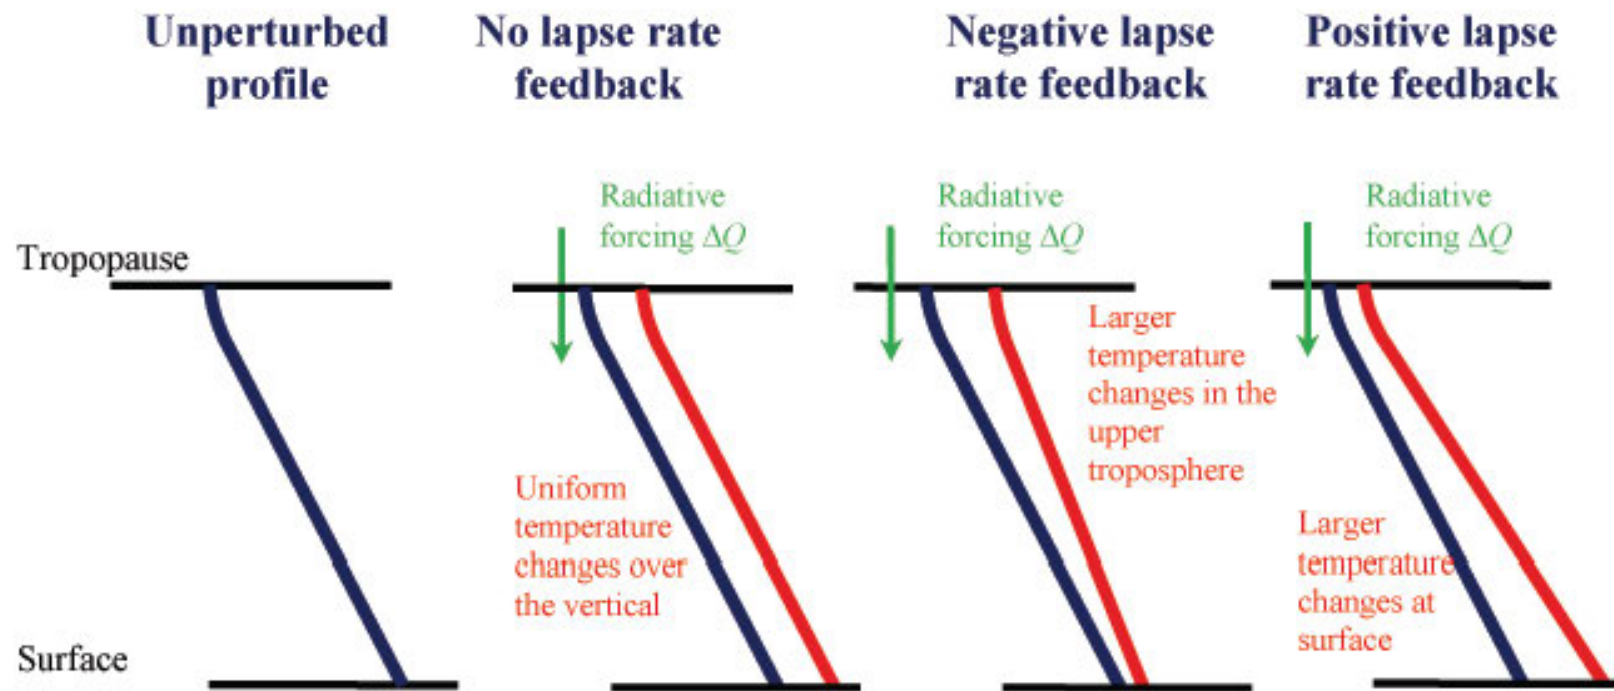 Unperturbed
profile
No lapse rate
feedback
Negative lapse
rate feedback
Positive lapse
rate feedback
Tropopause
Surface
Radiative
forcing ΔQ
Uniform
temperature
changes over
the vertical
Radiative
forcing ΔQ
Larger
temperature
changes in the
upper
troposphere
Radiative
forcing ΔQ
Larger
temperature
changes at
surface